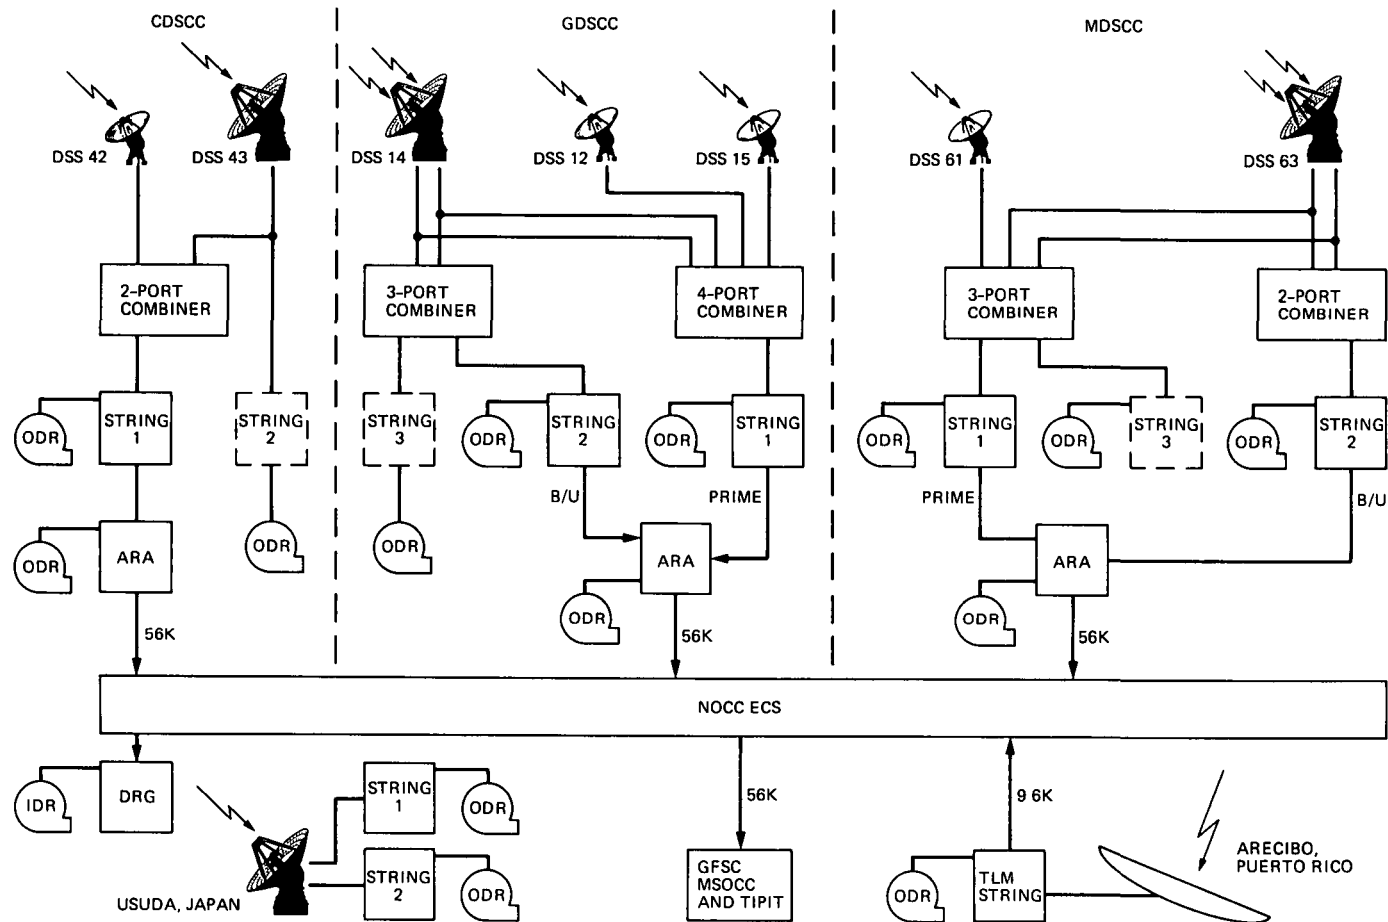 CDSCC
GDSCC
MDSCC
DSS 42
DSS 43
DSS 14
DSS 12
DSS 15
DSS 61
DSS 63
2-PORT
COMBINER
3-PORT
COMBINER
4-PORT
COMBINER
3-PORT
COMBINER
2-PORT
COMBINER
ODR
STRING
1
STRING
2
STRING
3
ODR
STRING
2
ODR
STRING
1
ODR
STRING
1
ODR
STRING
3
ODR
STRING
2
B/U
PRIME
PRIME
B/U
ODR
ARA
ODR
ODR
ARA
ODR
ARA
ODR
56K
56K
56K
NOCC ECS
IDR
DRG
STRING
1
ODR
STRING
2
ODR
USUDA, JAPAN
56K
GFSC
MSOCC
AND TIPIT
9 6K
ODR
TLM
STRING
ARECIBO,
PUERTO RICO